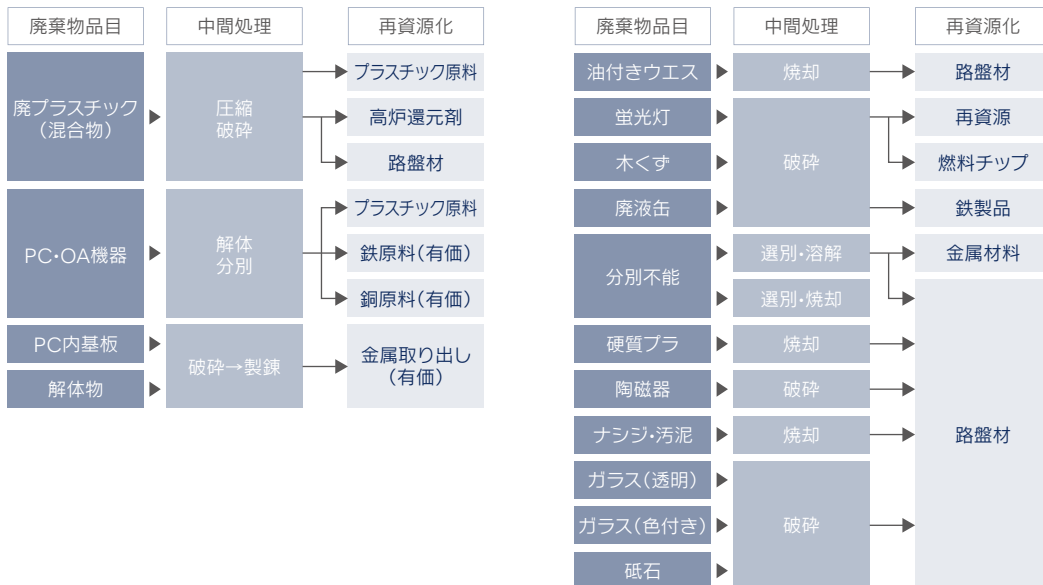 廃棄物品目
中間処理
再資源化
廃プラスチック
(混合物)
圧縮
破砕
プラスチック原料
高炉還元剤
路盤材
PC・OA機器
解体
分別
プラスチック原料
鉄原料(有価)
銅原料(有価)
PC内基板
解体物
破砕→製錬
金属取り出し
(有価)
廃棄物品目
中間処理
再資源化
油付きウエス
焼却
路盤材
蛍光灯
木くず
廃液缶
破砕
再資源
燃料チップ
鉄製品
分別不能
選別・溶解
選別・焼却
金属材料
硬質プラ
焼却
陶磁器
破砕
ナシジ・汚泥
焼却
路盤材
ガラス(透明)
ガラス(色付き)
砥石
破砕